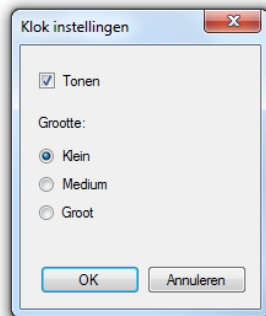 Klok instellingen
Tonen
Grootte:
Klein
Medium
Groot
OK Annuleren